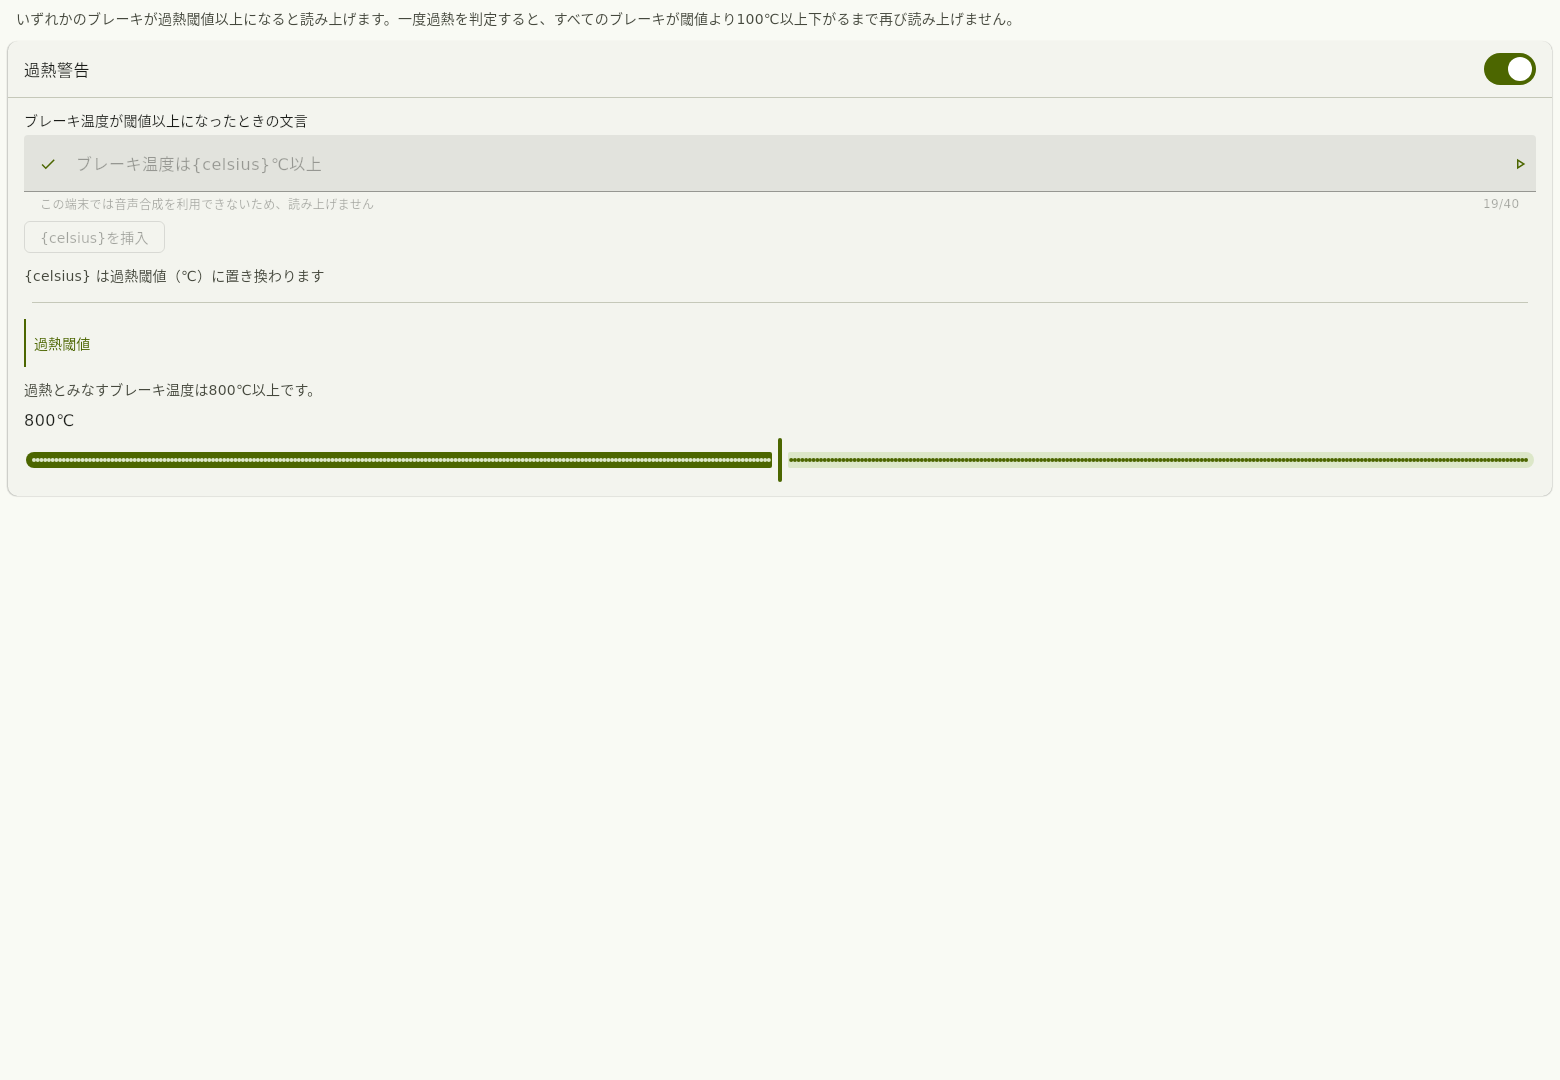 いずれかのブレーキが過熱閾値以上になると読み上げます。一度過熱を判定すると、すべてのブレーキが閾値より100℃以上下がるまで再び読み上げません。
過熱警告
ブレーキ温度が閾値以上になったときの文言
ブレーキ温度は{celsius}℃以上
この端末では音声合成を利用できないため、読み上げません
19/40
{celsius}を挿入
{celsius} は過熱閾値（℃）に置き換わります
過熱閾値
過熱とみなすブレーキ温度は800℃以上です。
800℃